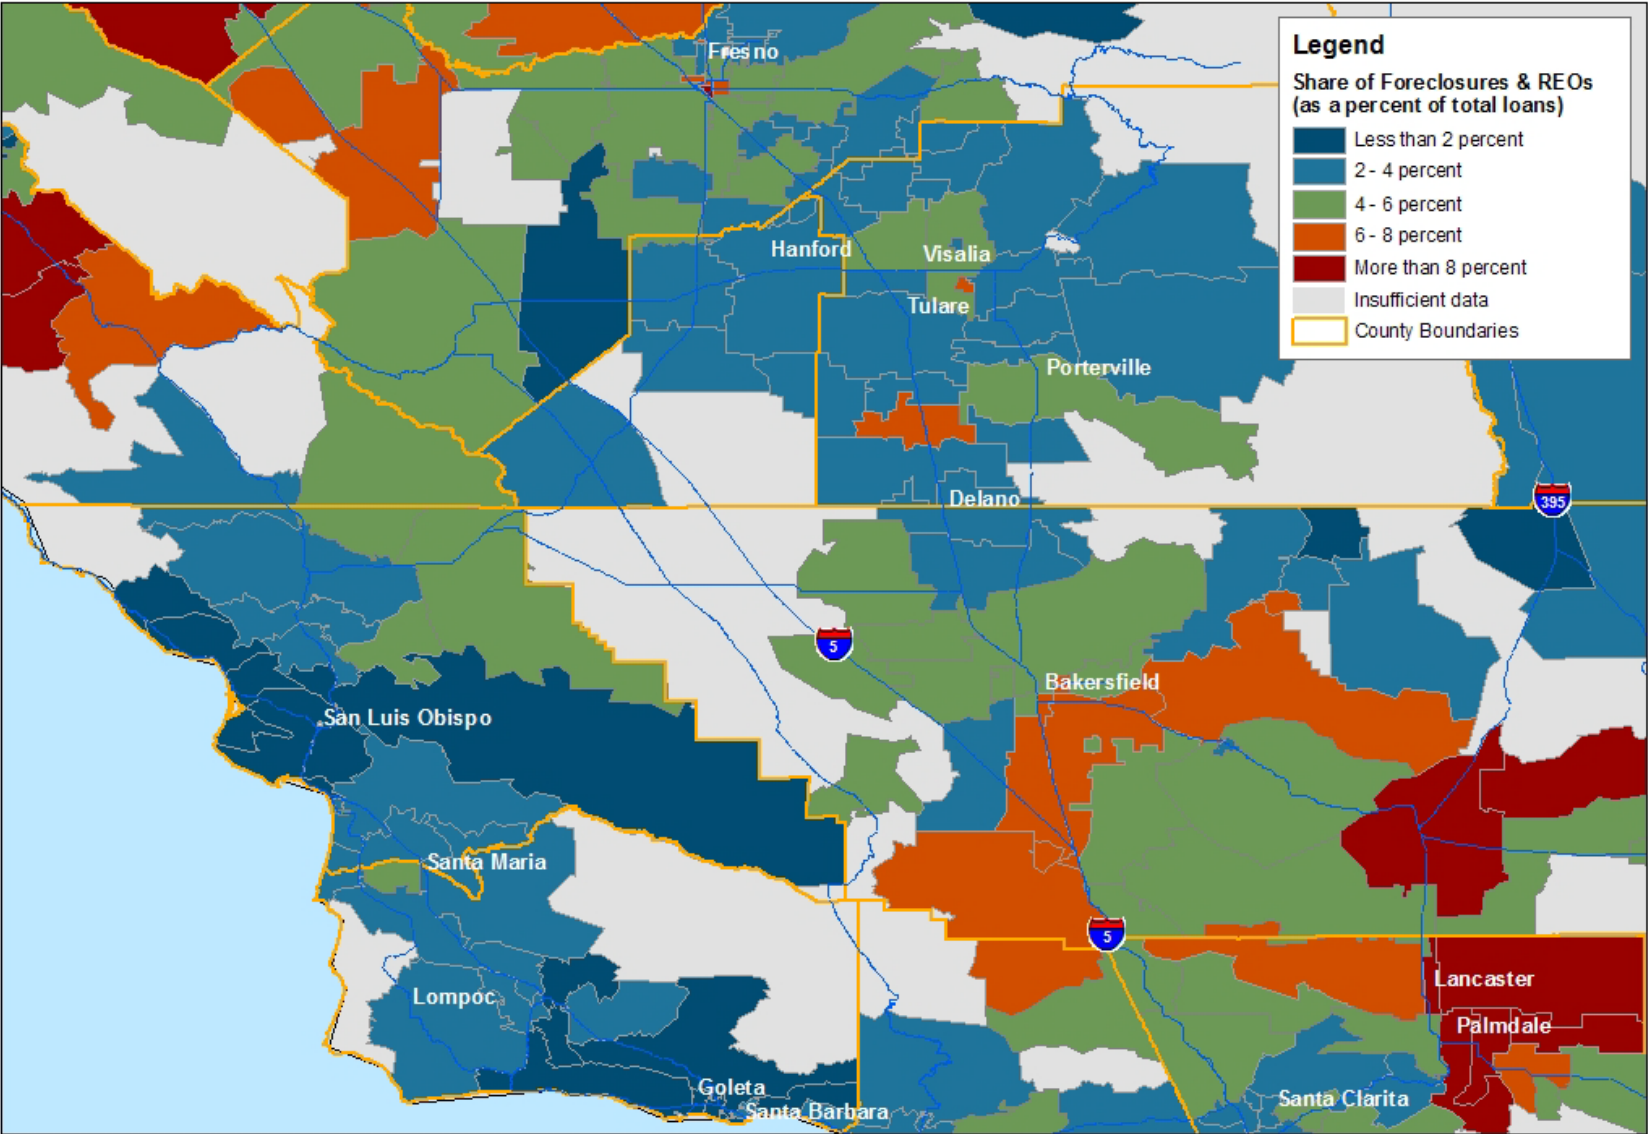 Legend
Share of Foreclosures & REOs
(as a percent of total loans)
Less than 2 percent
2 - 4 percent
4 - 6 percent
6 - 8 percent
More than 8 percent
Insufficient data
County Boundaries
Fresno
Hanford
Visalia
Tulare
Porterville
Delano
395
5
Bakersfield
San Luis Obispo
Santa Maria
5
Lancaster
Lompoc
Palmdale
Goleta
Santa Clarita
Santa Barbara